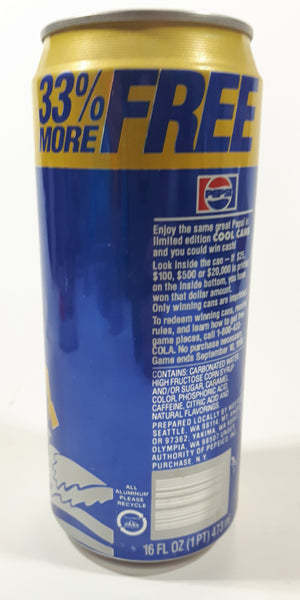 33%
MORE
FREE
PEPSI
Enjoy the same great Pepsi in
limited edition COOL CANS
and you could win cash!
Look inside the can – if $25,
$100, $500 or $20,000 is
on the inside bottom, you
won that dollar amount.
Only winning cans are
To redeem winning cans,
rules, and learn how to get free
game pieces, call 1-800-433-
COLA. No purchase necessary
Game ends September
CONTAINS: CARBONATED WATER,
HIGH FRUCTOSE CORN SYRUP
AND/OR SUGAR, CARAMEL
COLOR, PHOSPHORIC ACID,
CAFFEINE, CITRIC ACID AND
NATURAL FLAVORINGS
PREPARED LOCALLY BY
SEATTLE, WA 98114,
OR 97362; YAKIMA, WA
OLYMPIA, WA
AUTHORITY OF PEPSICO
PURCHASE, N.Y.
ALL
ALUMINUM
PLEASE
RECYCLE
16 FL OZ (1 PT) 473